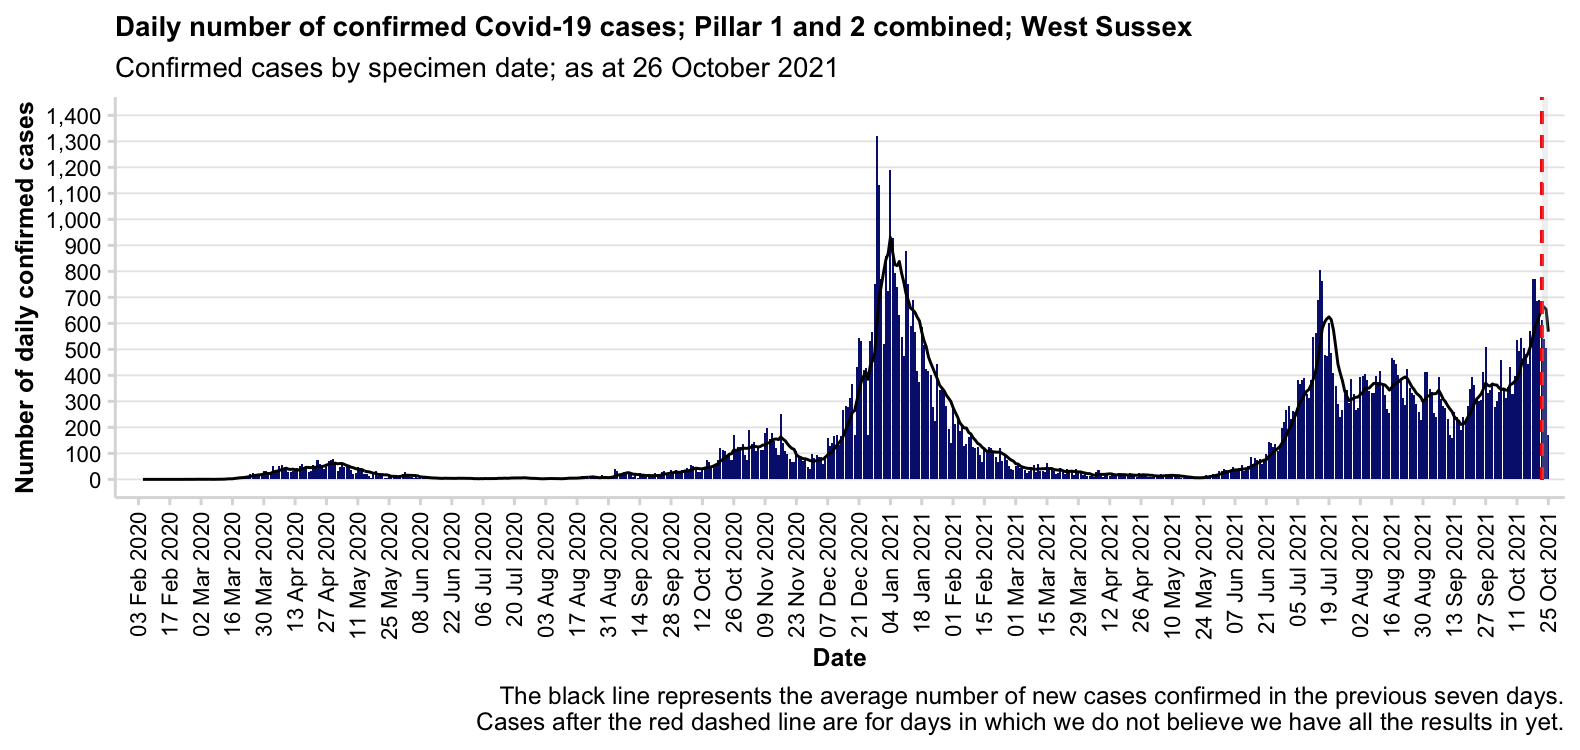 Daily number of confirmed Covid-19 cases; Pillar 1 and 2 combined; West Sussex
Confirmed cases by specimen date; as at 26 October 2021
Number of daily confirmed cases
1,400
1,300
1,200
1,100
1,000
900
800
700
600
500
400
300
200
100
0
03 Feb 2020
17 Feb 2020
02 Mar 2020
16 Mar 2020
30 Mar 2020
13 Apr 2020
27 Apr 2020
11 May 2020
25 May 2020
08 Jun 2020
22 Jun 2020
06 Jul 2020
20 Jul 2020
03 Aug 2020
17 Aug 2020
31 Aug 2020
14 Sep 2020
28 Sep 2020
12 Oct 2020
26 Oct 2020
09 Nov 2020
23 Nov 2020
07 Dec 2020
21 Dec 2020
04 Jan 2021
18 Jan 2021
01 Feb 2021
15 Feb 2021
01 Mar 2021
15 Mar 2021
29 Mar 2021
12 Apr 2021
26 Apr 2021
10 May 2021
24 May 2021
07 Jun 2021
21 Jun 2021
05 Jul 2021
19 Jul 2021
02 Aug 2021
16 Aug 2021
30 Aug 2021
13 Sep 2021
27 Sep 2021
11 Oct 2021
25 Oct 2021
Date
The black line represents the average number of new cases confirmed in the previous seven days.
Cases after the red dashed line are for days in which we do not believe we have all the results in yet.